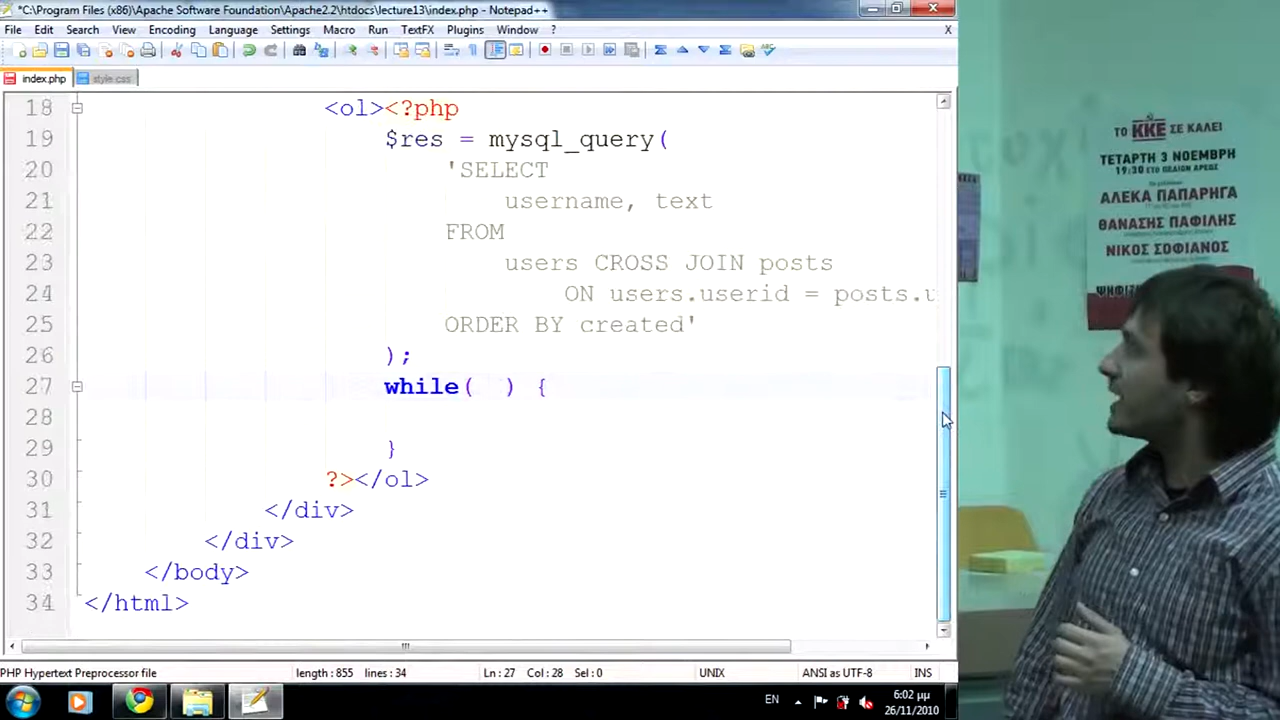 *C:\Program Files (x86)\Apache Software Foundation\Apache2.2\htdocs\lecture13\index.php - Notepad++
File Edit Search View Encoding Language Settings Macro Run TextFX Plugins Window ? X
index.php style.css
18 <ol><?php
19 $res = mysql_query(
20 'SELECT
21 username, text
22 FROM
23 users CROSS JOIN posts
24 ON users.userid = posts.u
25 ORDER BY created'
26 );
27 while( ) {
28
29 }
30 ?></ol>
31 </div>
32 </div>
33 </body>
34 </html>
PHP Hypertext Preprocessor file length : 855 lines : 34 Ln : 27 Col : 28 Sel : 0 UNIX ANSI as UTF-8 INS
EN 6:02 μμ
26/11/2010
ΤΟ ΚΚΕ ΣΕ ΚΑΛΕΙ
ΤΕΤΑΡΤΗ 3 ΝΟΕΜΒΡΗ
19:30 ΣΤΟ ΠΕΔΙΟΝ ΑΡΕΩΣ
ΑΛΕΚΑ ΠΑΠΑΡΗΓΑ
ΘΑΝΑΣΗΣ ΠΑΦΙΛΗΣ
ΝΙΚΟΣ ΣΟΦΙΑΝΟΣ